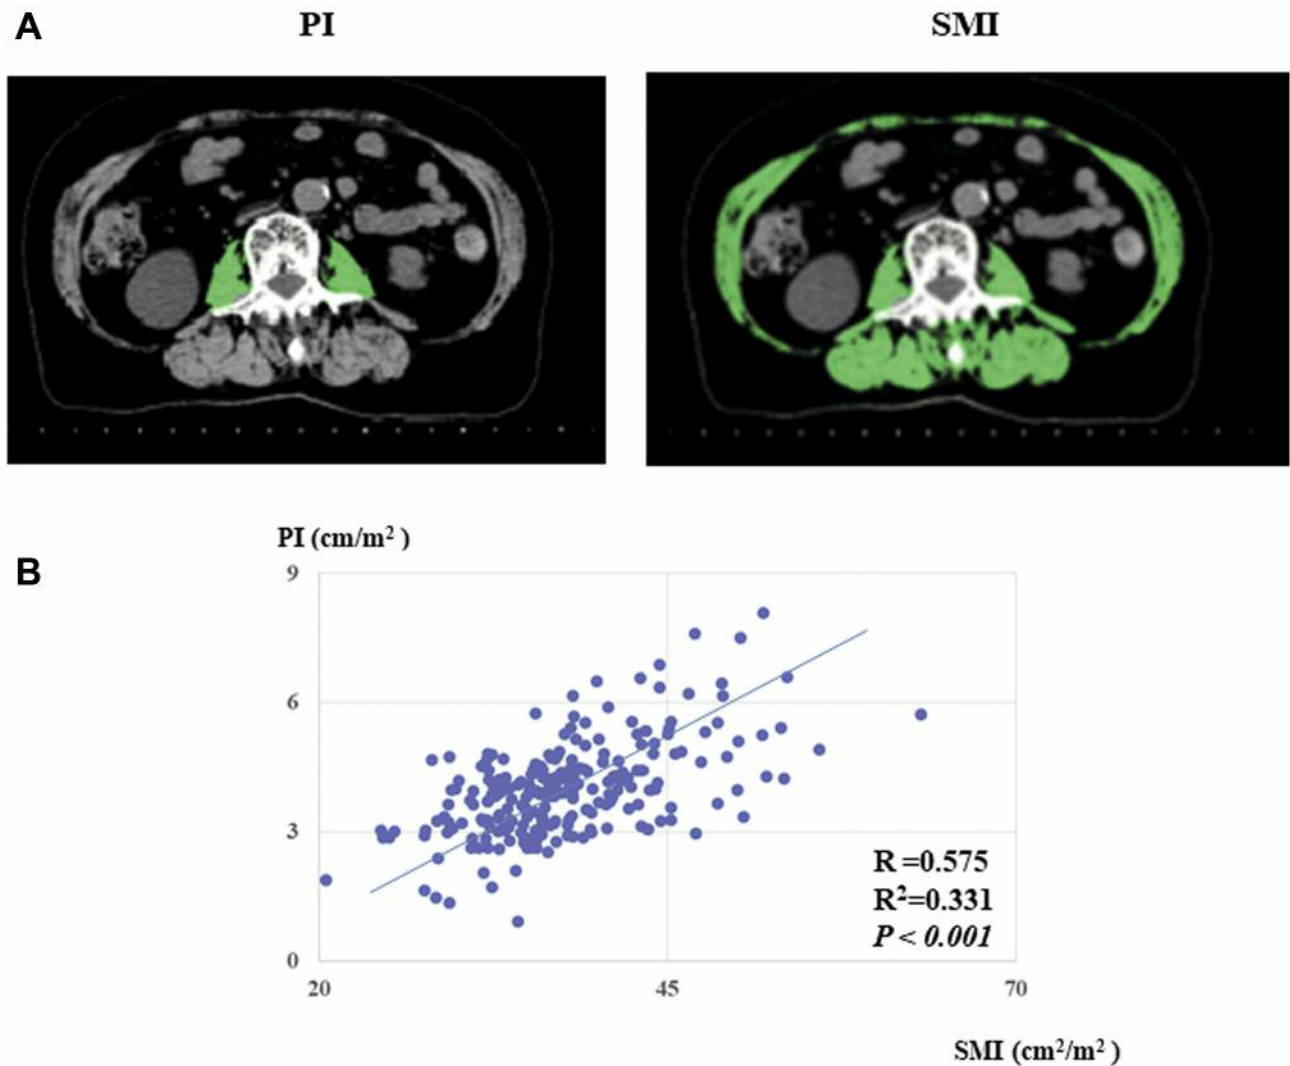 A
PI
SMI
PI (cm/m² )
B
9
6
3
0
20
45
70
R =0.575
R²=0.331
P < 0.001
SMI (cm²/m² )